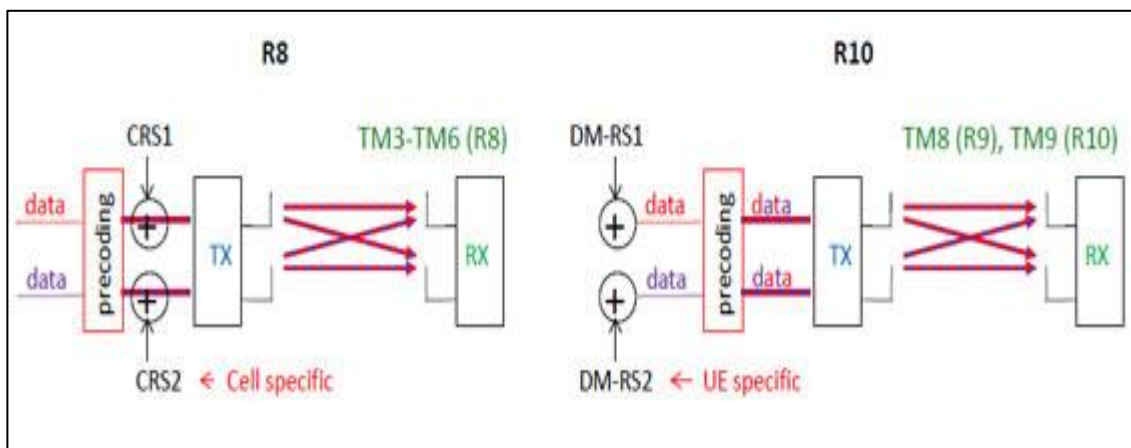 R8
CRS1
TM3-TM6 (R8)
data
data
precoding
+
+
TX
RX
CRS2 ← Cell specific
R10
DM-RS1
TM8 (R9), TM9 (R10)
+
+
data
data
precoding
data
data
TX
RX
DM-RS2 ← UE specific